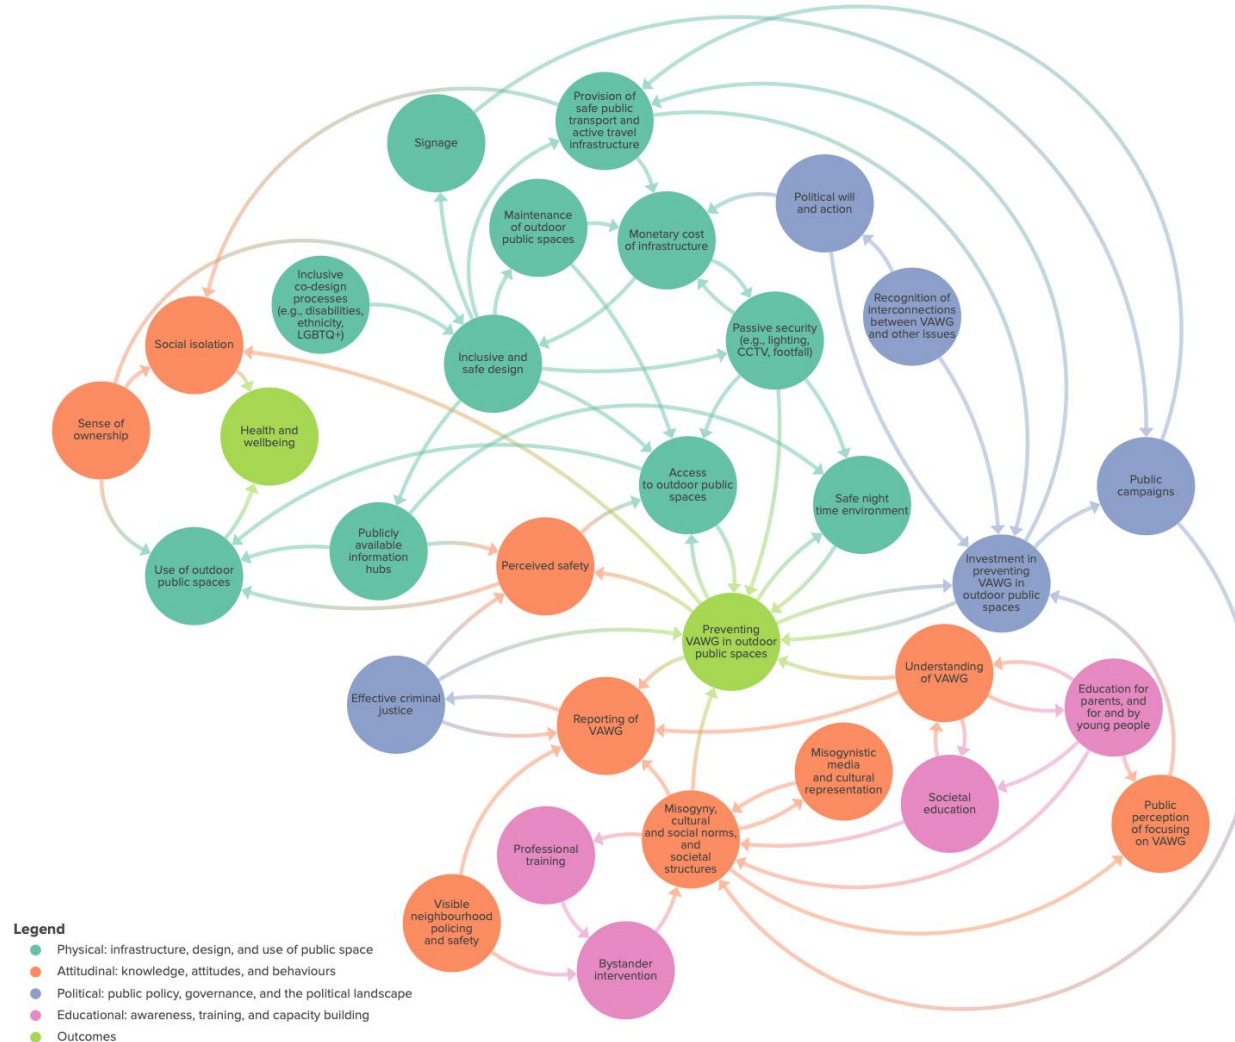 Provision of
safe public
transport and
active travel
infrastructure
Signage
Political will
and action
Maintenance
of outdoor
public spaces
Monetary cost
of infrastructure
Inclusive
co-design
processes
(e.g., disabilities,
ethnicity,
LGBTQ+)
Recognition of
interconnections
between VAWG
and other issues
Social isolation
Inclusive and
safe design
Passive security
(e.g., lighting,
CCTV, footfall)
Sense of
ownership
Health and
wellbeing
Access
to outdoor public
spaces
Public
campaigns
Safe night
time environment
Publicly
available
information
hubs
Use of outdoor
public spaces
Perceived safety
Investment in
preventing
VAWG in
outdoor public
spaces
Preventing
VAWG in outdoor
public spaces
Understanding
of VAWG
Effective criminal
justice
Education for
parents, and
for and by
young people
Reporting of
VAWG
Misogynistic
media
and cultural
representation
Societal
education
Public
perception
of focusing
on VAWG
Misogyny,
cultural
and social norms,
and
societal
structures
Professional
training
Visible
neighbourhood
policing
and safety
Bystander
intervention
Legend
Physical: infrastructure, design, and use of public space
Attitudinal: knowledge, attitudes, and behaviours
Political: public policy, governance, and the political landscape
Educational: awareness, training, and capacity building
Outcomes